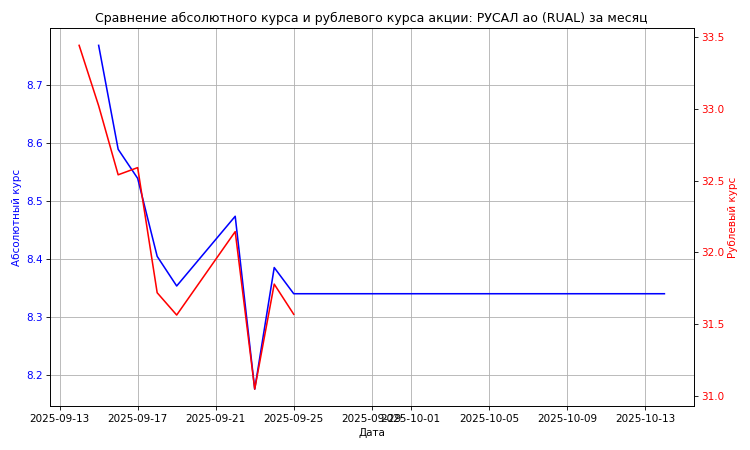 Сравнение абсолютного курса и рублевого курса акции: РУСАЛ ао (RUAL) за месяц
Абсолютный курс
8.7
8.6
8.5
8.4
8.3
8.2
33.5
33.0
32.5
32.0
31.5
31.0
Рублевый курс
2025-09-13 2025-09-17 2025-09-21 2025-09-25 2025-09-29 2025-10-01 2025-10-05 2025-10-09 2025-10-13
Дата